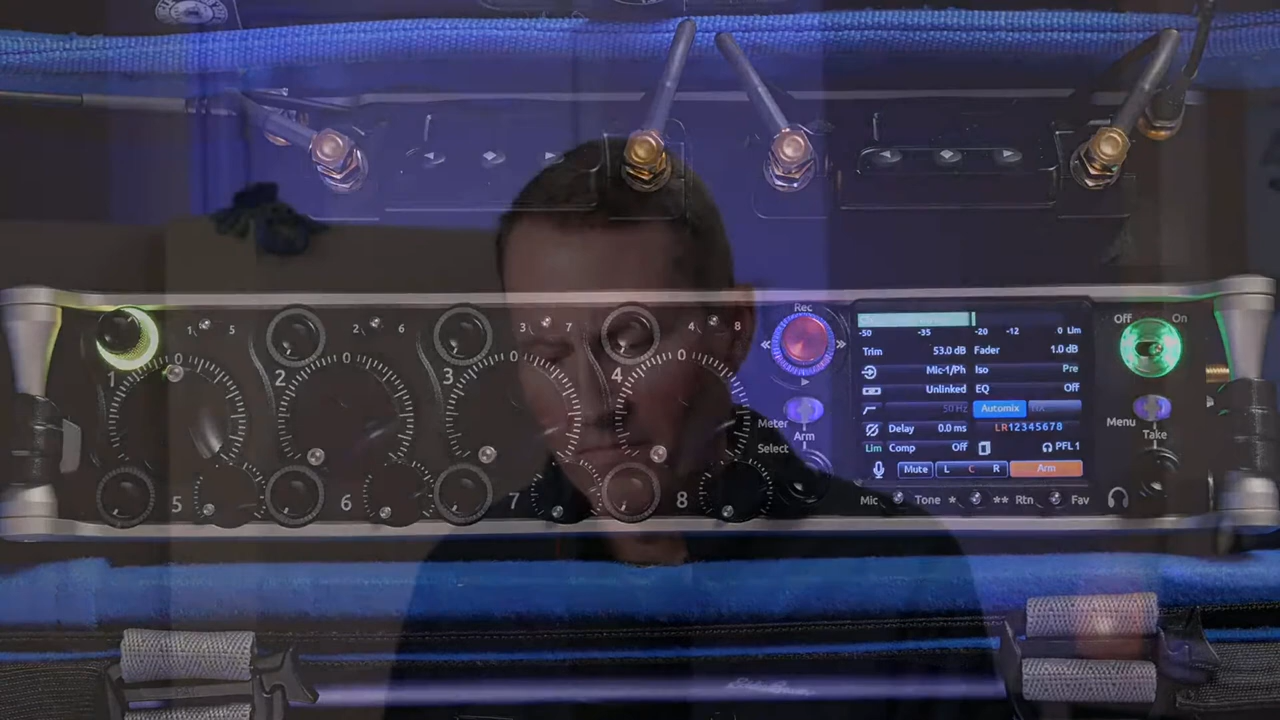 Rec
Off On
1 5 2 6 3 7 4 8
-50 -35 -20 -12 0 Lim
0 0 0 0
Trim 53.0 dB Fader 1.0 dB
1 2 3 4
Mic-1/Ph Iso Pre
Unlinked EQ Off
50 Hz Automix
Meter Menu
Arm Delay 0.0 ms LR12345678 Take
Select Lim Comp Off PFL1
Mute L C R Arm
5 6 7 8 Mic Tone * ** Rtn Fav